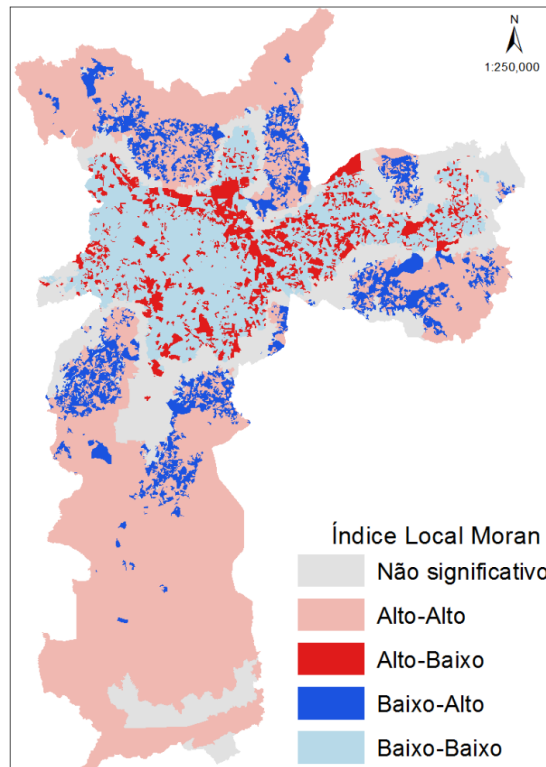 N
1:250,000
Índice Local Moran
Não significativo
Alto-Alto
Alto-Baixo
Baixo-Alto
Baixo-Baixo